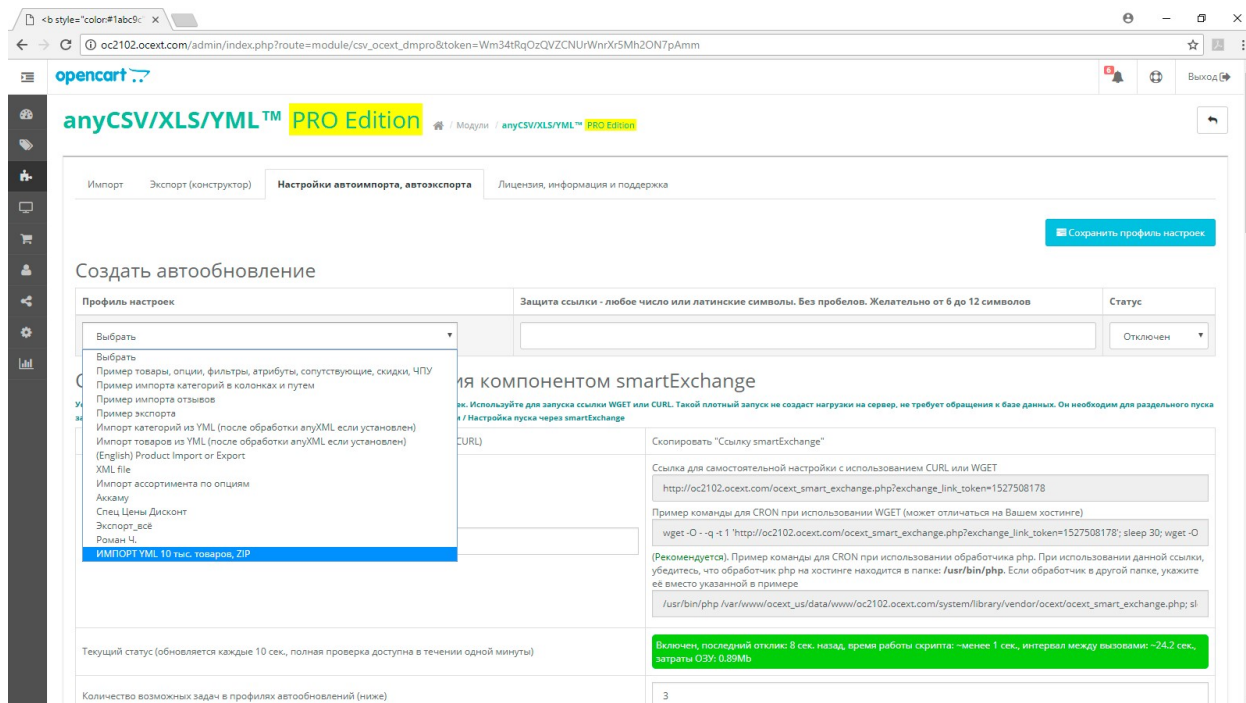 <b style="color:#1abc9c
oc2102.ocext.com/admin/index.php?route=module/csv_ocext_dmpro&token=Wm34tRqOzQVZCNUrWnrXr5Mh2ON7pAmm
opencart
6
Выход
anyCSV/XLS/YML™ PRO Edition / Модули / anyCSV/XLS/YML™ PRO Edition
Импорт Экспорт (конструктор) Настройки автоимпорта, автоэкспорта Лицензия, информация и поддержка
Сохранить профиль настроек
Создать автообновление
Профиль настроек Защита ссылки - любое число или латинские символы. Без пробелов. Желательно от 6 до 12 символов Статус
Выбрать Отключен
Выбрать
Пример товары, опции, фильтры, атрибуты, сопутствующие, скидки, ЧПУ
Пример импорта категорий в колонках и путем
Пример импорта отзывов
Пример экспорта
Импорт категорий из YML (после обработки anyXML если установлен)
Импорт товаров из YML (после обработки anyXML если установлен)
(English) Product Import or Export
XML file
Импорт ассортимента по опциям
Аккаму
Спец Цены Дисконт
Экспорт_всё
Роман Ч.
ИМПОРТ YML 10 тыс. товаров, ZIP
ия компонентом smartExchange
ек. Используйте для запуска ссылки WGET или CURL. Такой плотный запуск не создаст нагрузки на сервер, не требует обращения к базе данных. Он необходим для раздельного пуска
/ Настройка пуска через smartExchange
CURL) Скопировать "Ссылку smartExchange"
Ссылка для самостоятельной настройки с использованием CURL или WGET
http://oc2102.ocext.com/ocext_smart_exchange.php?exchange_link_token=1527508178
Пример команды для CRON при использовании WGET (может отличаться на Вашем хостинге)
wget -O - -q -t 1 'http://oc2102.ocext.com/ocext_smart_exchange.php?exchange_link_token=1527508178'; sleep 30; wget -O
(Рекомендуется). Пример команды для CRON при использовании обработчика php. При использовании данной ссылки,
убедитесь, что обработчик php на хостинге находится в папке: /usr/bin/php. Если обработчик в другой папке, укажите
её вместо указанной в примере
/usr/bin/php /var/www/ocext_us/data/www/oc2102.ocext.com/system/library/vendor/ocext/ocext_smart_exchange.php; sl
Текущий статус (обновляется каждые 10 сек., полная проверка доступна в течении одной минуты)
Включен, последний отклик: 8 сек. назад, время работы скрипта: ~менее 1 сек., интервал между вызовами: ~24.2 сек.,
затраты ОЗУ: 0.89Mb
Количество возможных задач в профилях автообновлений (ниже) 3